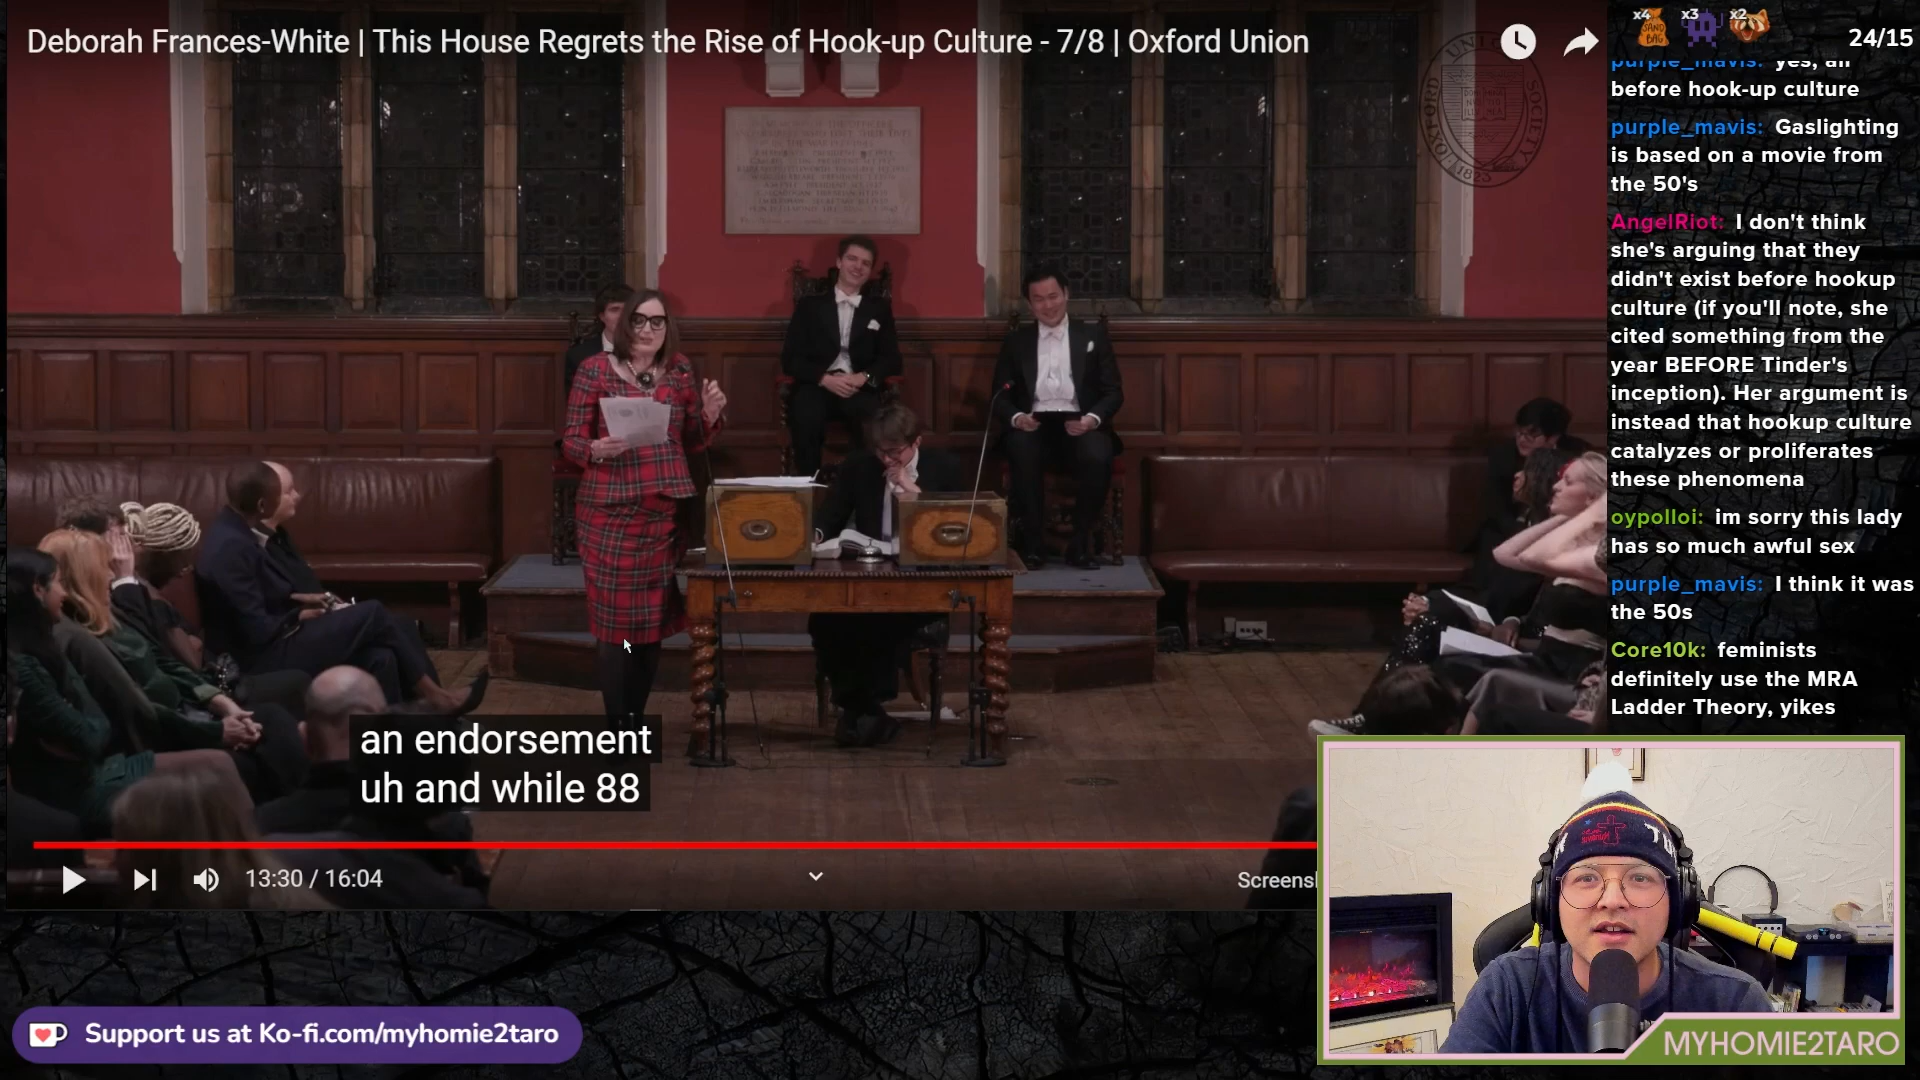 Deborah Frances-White | This House Regrets the Rise of Hook-up Culture - 7/8 | Oxford Union
x4 x3 x2
SAND BAG
24/15
purple_mavis: yes, all
before hook-up culture
purple_mavis: Gaslighting
is based on a movie from
the 50's
AngelRiot: I don't think
she's arguing that they
didn't exist before hookup
culture (if you'll note, she
cited something from the
year BEFORE Tinder's
inception). Her argument is
instead that hookup culture
catalyzes or proliferates
these phenomena
oypolloi: im sorry this lady
has so much awful sex
purple_mavis: I think it was
the 50s
Core10k: feminists
definitely use the MRA
Ladder Theory, yikes
an endorsement
uh and while 88
13:30 / 16:04
Screens
Support us at Ko-fi.com/myhomie2taro
MYHOMIE2TARO